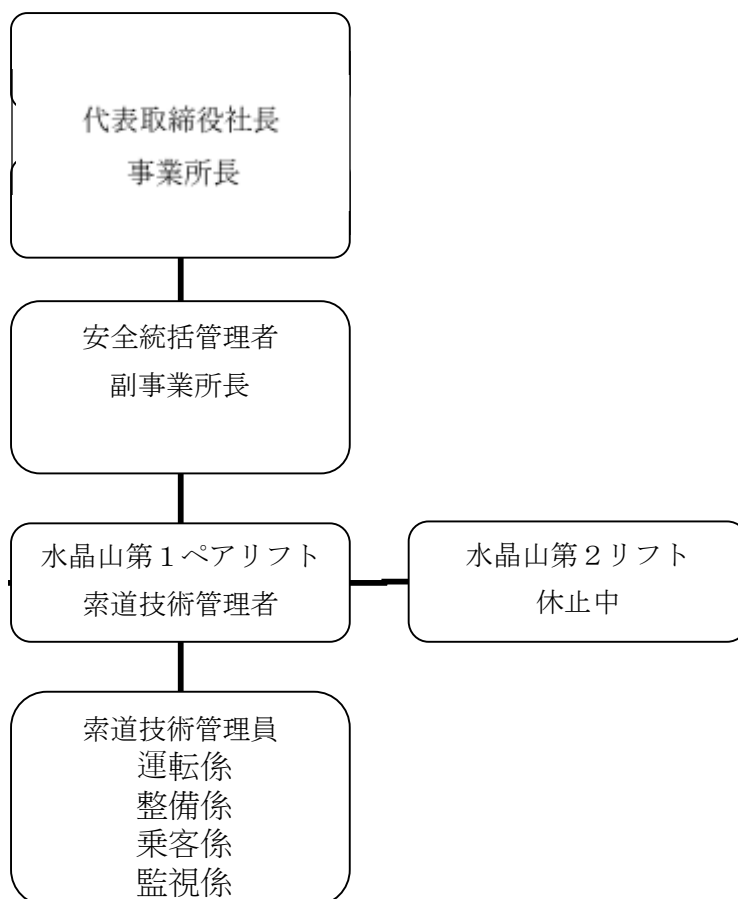 代表取締役社長
事業所長
安全統括管理者
副事業所長
水晶山第１ペアリフト
索道技術管理者
水晶山第２リフト
休止中
索道技術管理員
運転係
整備係
乗客係
監視係